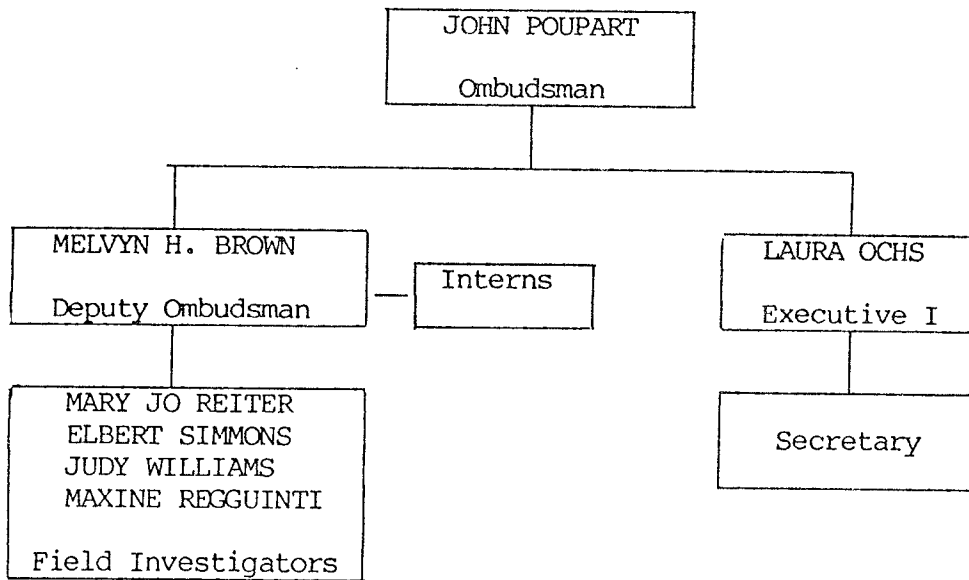 JOHN POUPART
Ombudsman
MELVYN H. BROWN
Deputy Ombudsman
Interns
LAURA OCHS
Executive I
MARY JO REITER
ELBERT SIMMONS
JUDY WILLIAMS
MAXINE REGGUINTI
Field Investigators
Secretary